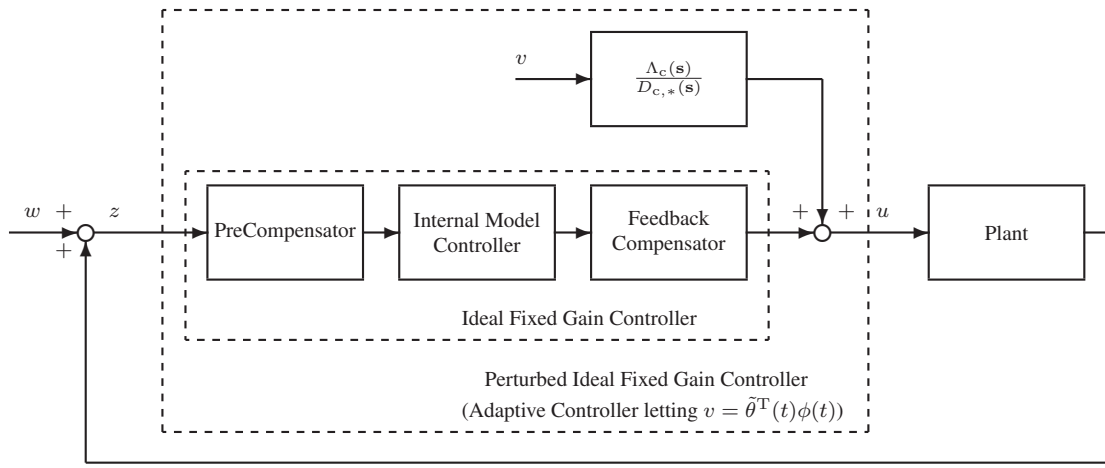 v
Λc(s)
Dc,∗(s)
w + z
+
PreCompensator
Internal Model
Controller
Feedback
Compensator
+ + u
Plant
Ideal Fixed Gain Controller
Perturbed Ideal Fixed Gain Controller
(Adaptive Controller letting v = θ̃ᵀ(t)ϕ(t))